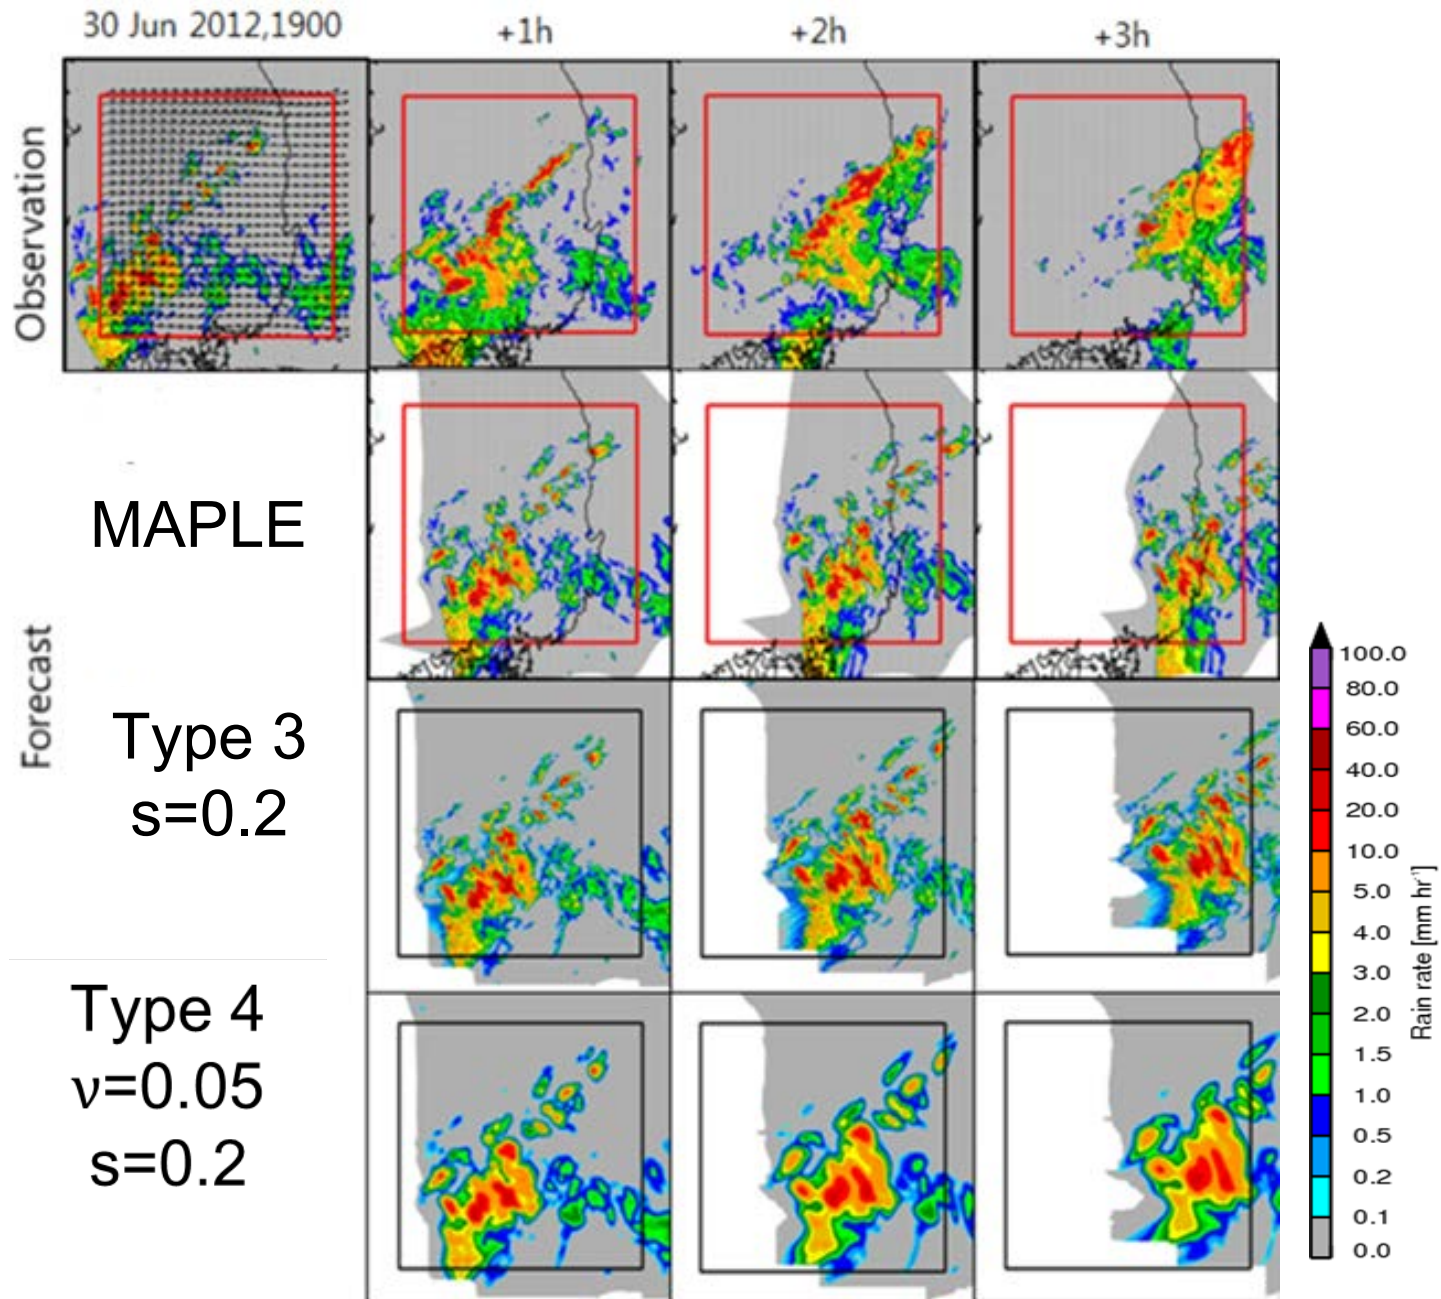 30 Jun 2012,1900
+1h
+2h
+3h
Observation
Forecast
MAPLE
Type 3
s=0.2
Type 4
ν=0.05
s=0.2
100.0
80.0
60.0
40.0
20.0
10.0
5.0
4.0
3.0
2.0
1.5
1.0
0.5
0.2
0.1
0.0
Rain rate [mm hr⁻¹]